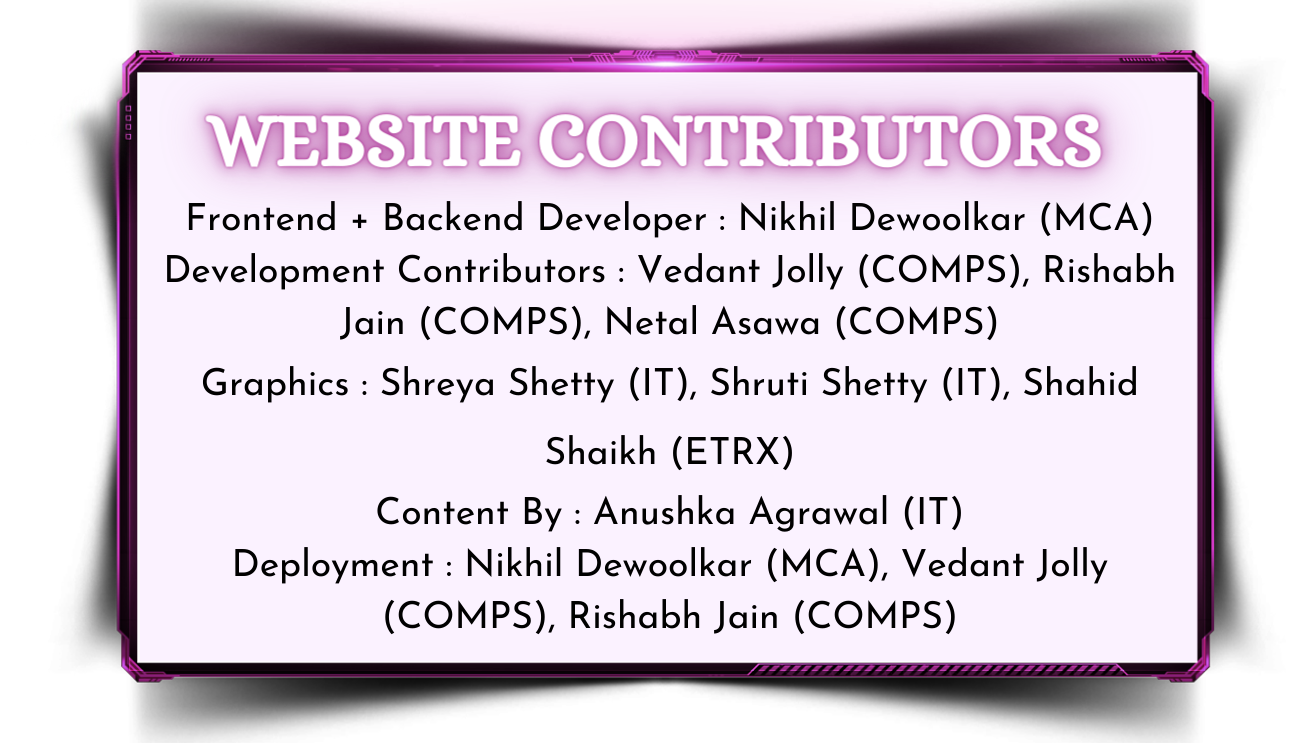 WEBSITE CONTRIBUTORS
Frontend + Backend Developer : Nikhil Dewoolkar (MCA)
Development Contributors : Vedant Jolly (COMPS), Rishabh
Jain (COMPS), Netal Asawa (COMPS)
Graphics : Shreya Shetty (IT), Shruti Shetty (IT), Shahid
Shaikh (ETRX)
Content By : Anushka Agrawal (IT)
Deployment : Nikhil Dewoolkar (MCA), Vedant Jolly
(COMPS), Rishabh Jain (COMPS)